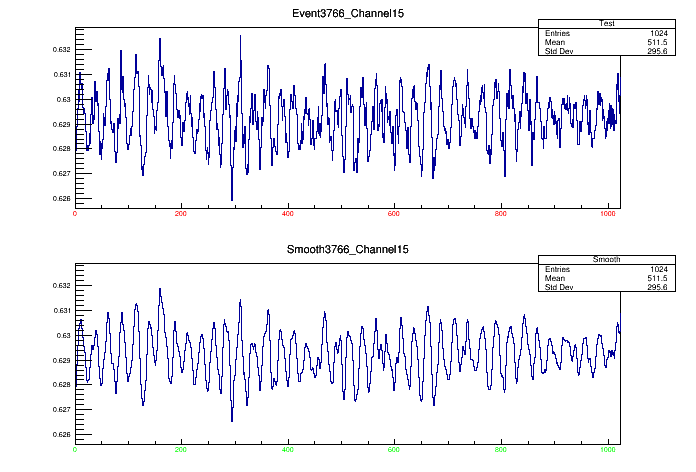 Event3766_Channel15
Test
Entries 1024
Mean 511.5
Std Dev 295.6
0.632
0.631
0.63
0.629
0.628
0.627
0.626
0 200 400 600 800 1000
Smooth3766_Channel15
Smooth
Entries 1024
Mean 511.5
Std Dev 295.6
0.632
0.631
0.63
0.629
0.628
0.627
0.626
0 200 400 600 800 1000